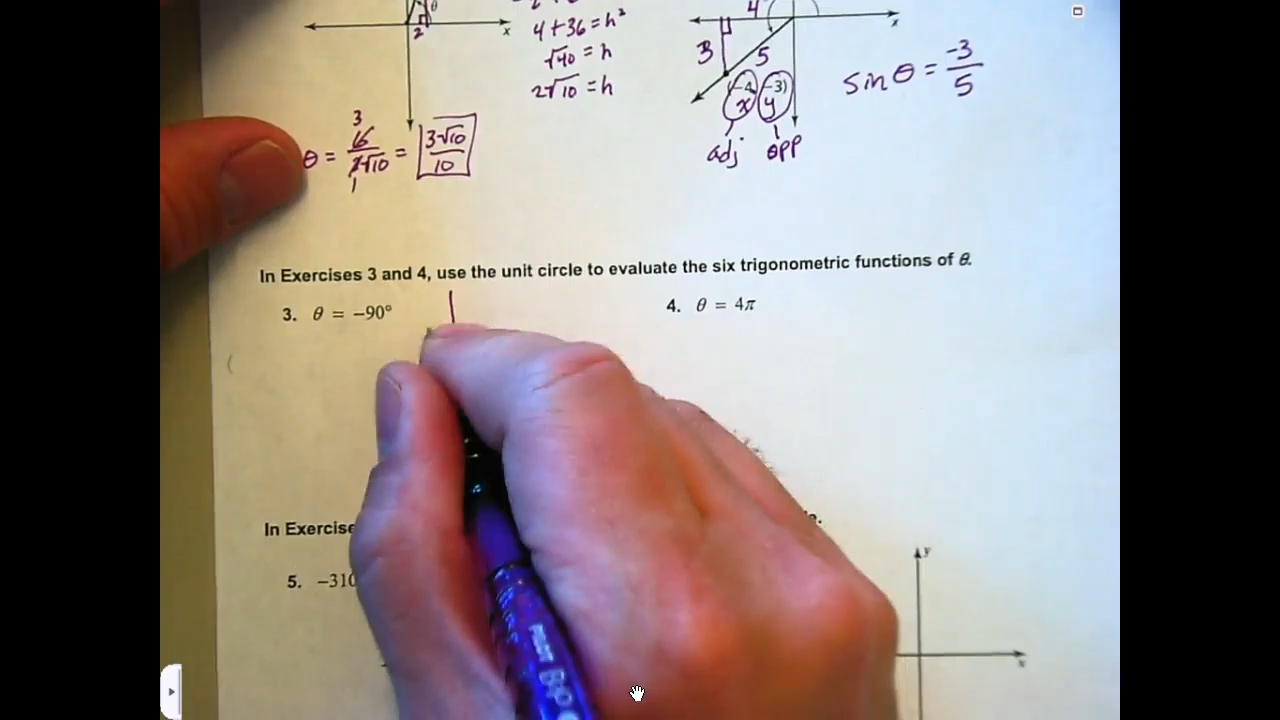 θ
2
x
4 + 36 = h²
√40 = h
2√10 = h
4
x
3
5
(-4, -3)
x y
adj opp
sin θ = -3/5
3
θ = 6/2√10 = 3√10/10
1
In Exercises 3 and 4, use the unit circle to evaluate the six trigonometric functions of θ.
3. θ = −90°
4. θ = 4π
In Exercise
5. −310
y
x